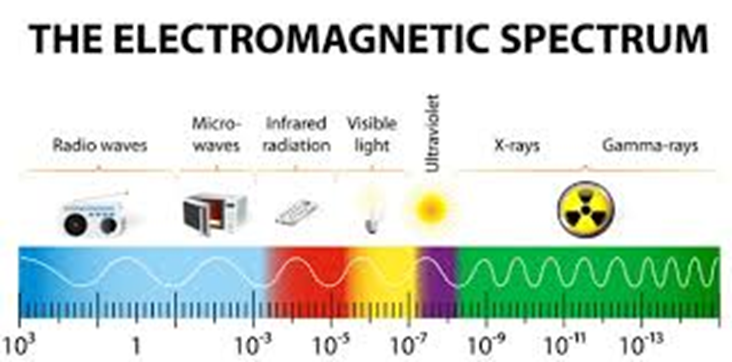 THE ELECTROMAGNETIC SPECTRUM
Radio waves
Micro-
waves
Infrared
radiation
Visible
light
Ultraviolet
X-rays
Gamma-rays
10³ 1 10⁻³ 10⁻⁵ 10⁻⁷ 10⁻⁹ 10⁻¹¹ 10⁻¹³